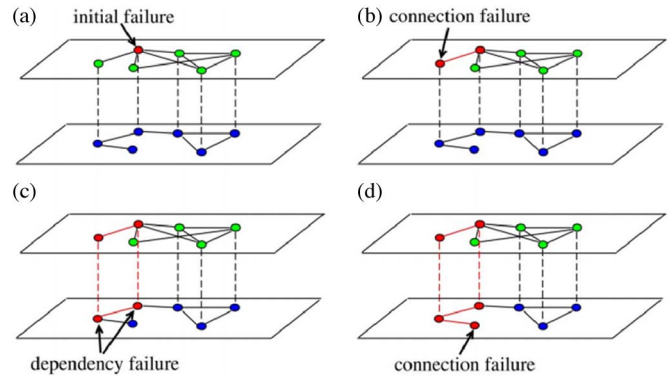 (a)
initial failure
(b)
connection failure
(c)
dependency failure
(d)
connection failure